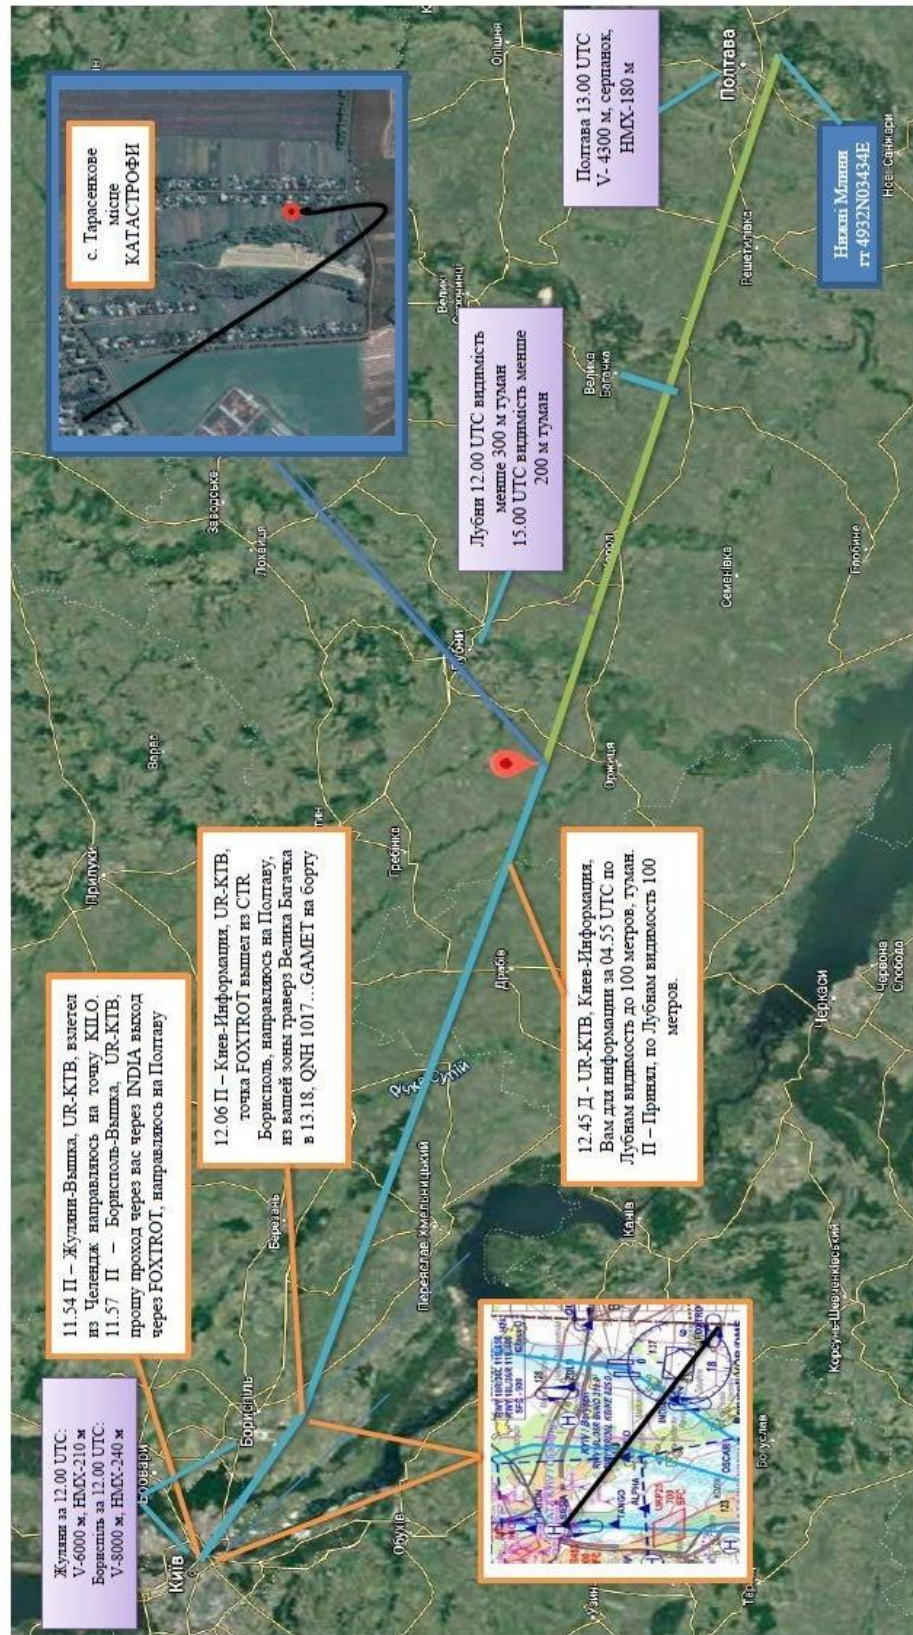 Жуляни за 12.00 UTC:
V-6000 м, НМХ-210 м
Бориспіль за 12.00 UTC:
V-8000 м, НМХ-240 м
11.54 П – Жуляни-Вышка, UR-KTB, взлетел
из Челендж направляюсь на точку KILO.
11.57 П – Борисполь-Вышка, UR-KTB,
прошу проход через вас через INDIA выход
через FOXTROT, направляюсь на Полтаву
12.06 П – Киев-Информация, UR-KTB,
точка FOXTROT вышел из CTR
Борисполь, направляюсь на Полтаву,
из вашей зоны траверз Велика Багачка
в 13.18, QNH 1017…GAMET на борту
12.45 Д - UR-KTB, Киев-Информация,
Вам для информации за 04.55 UTC по
Лубнам видимость до 100 метров, туман.
П – Принял, по Лубнам видимость 100
метров.
с. Тарасенкове
місце
КАТАСТРОФИ
Лубни 12.00 UTC видимість
менше 300 м туман
15.00 UTC видимість менше
200 м туман
Полтава 13.00 UTC
V- 4300 м, серпанок,
НМХ-180 м
Нижні Млини
гт 4932N03434E
Київ
Бровари
Бориспіль
Обухів
Березань
Переяслав-Хмельницький
Канів
Корсунь-Шевченківський
Черкаси
Червона
Слобода
Драбів
Гребінка
Прилуки
Варва
Лохвиця
Заводське
Лубни
Оржиця
Семенівка
Глобине
Хорол
Велика
Багачка
Великі
Сорочинці
Опішня
Решетилівка
Полтава
Нов. Санжари
TANGO
ALPHA
OSCAR